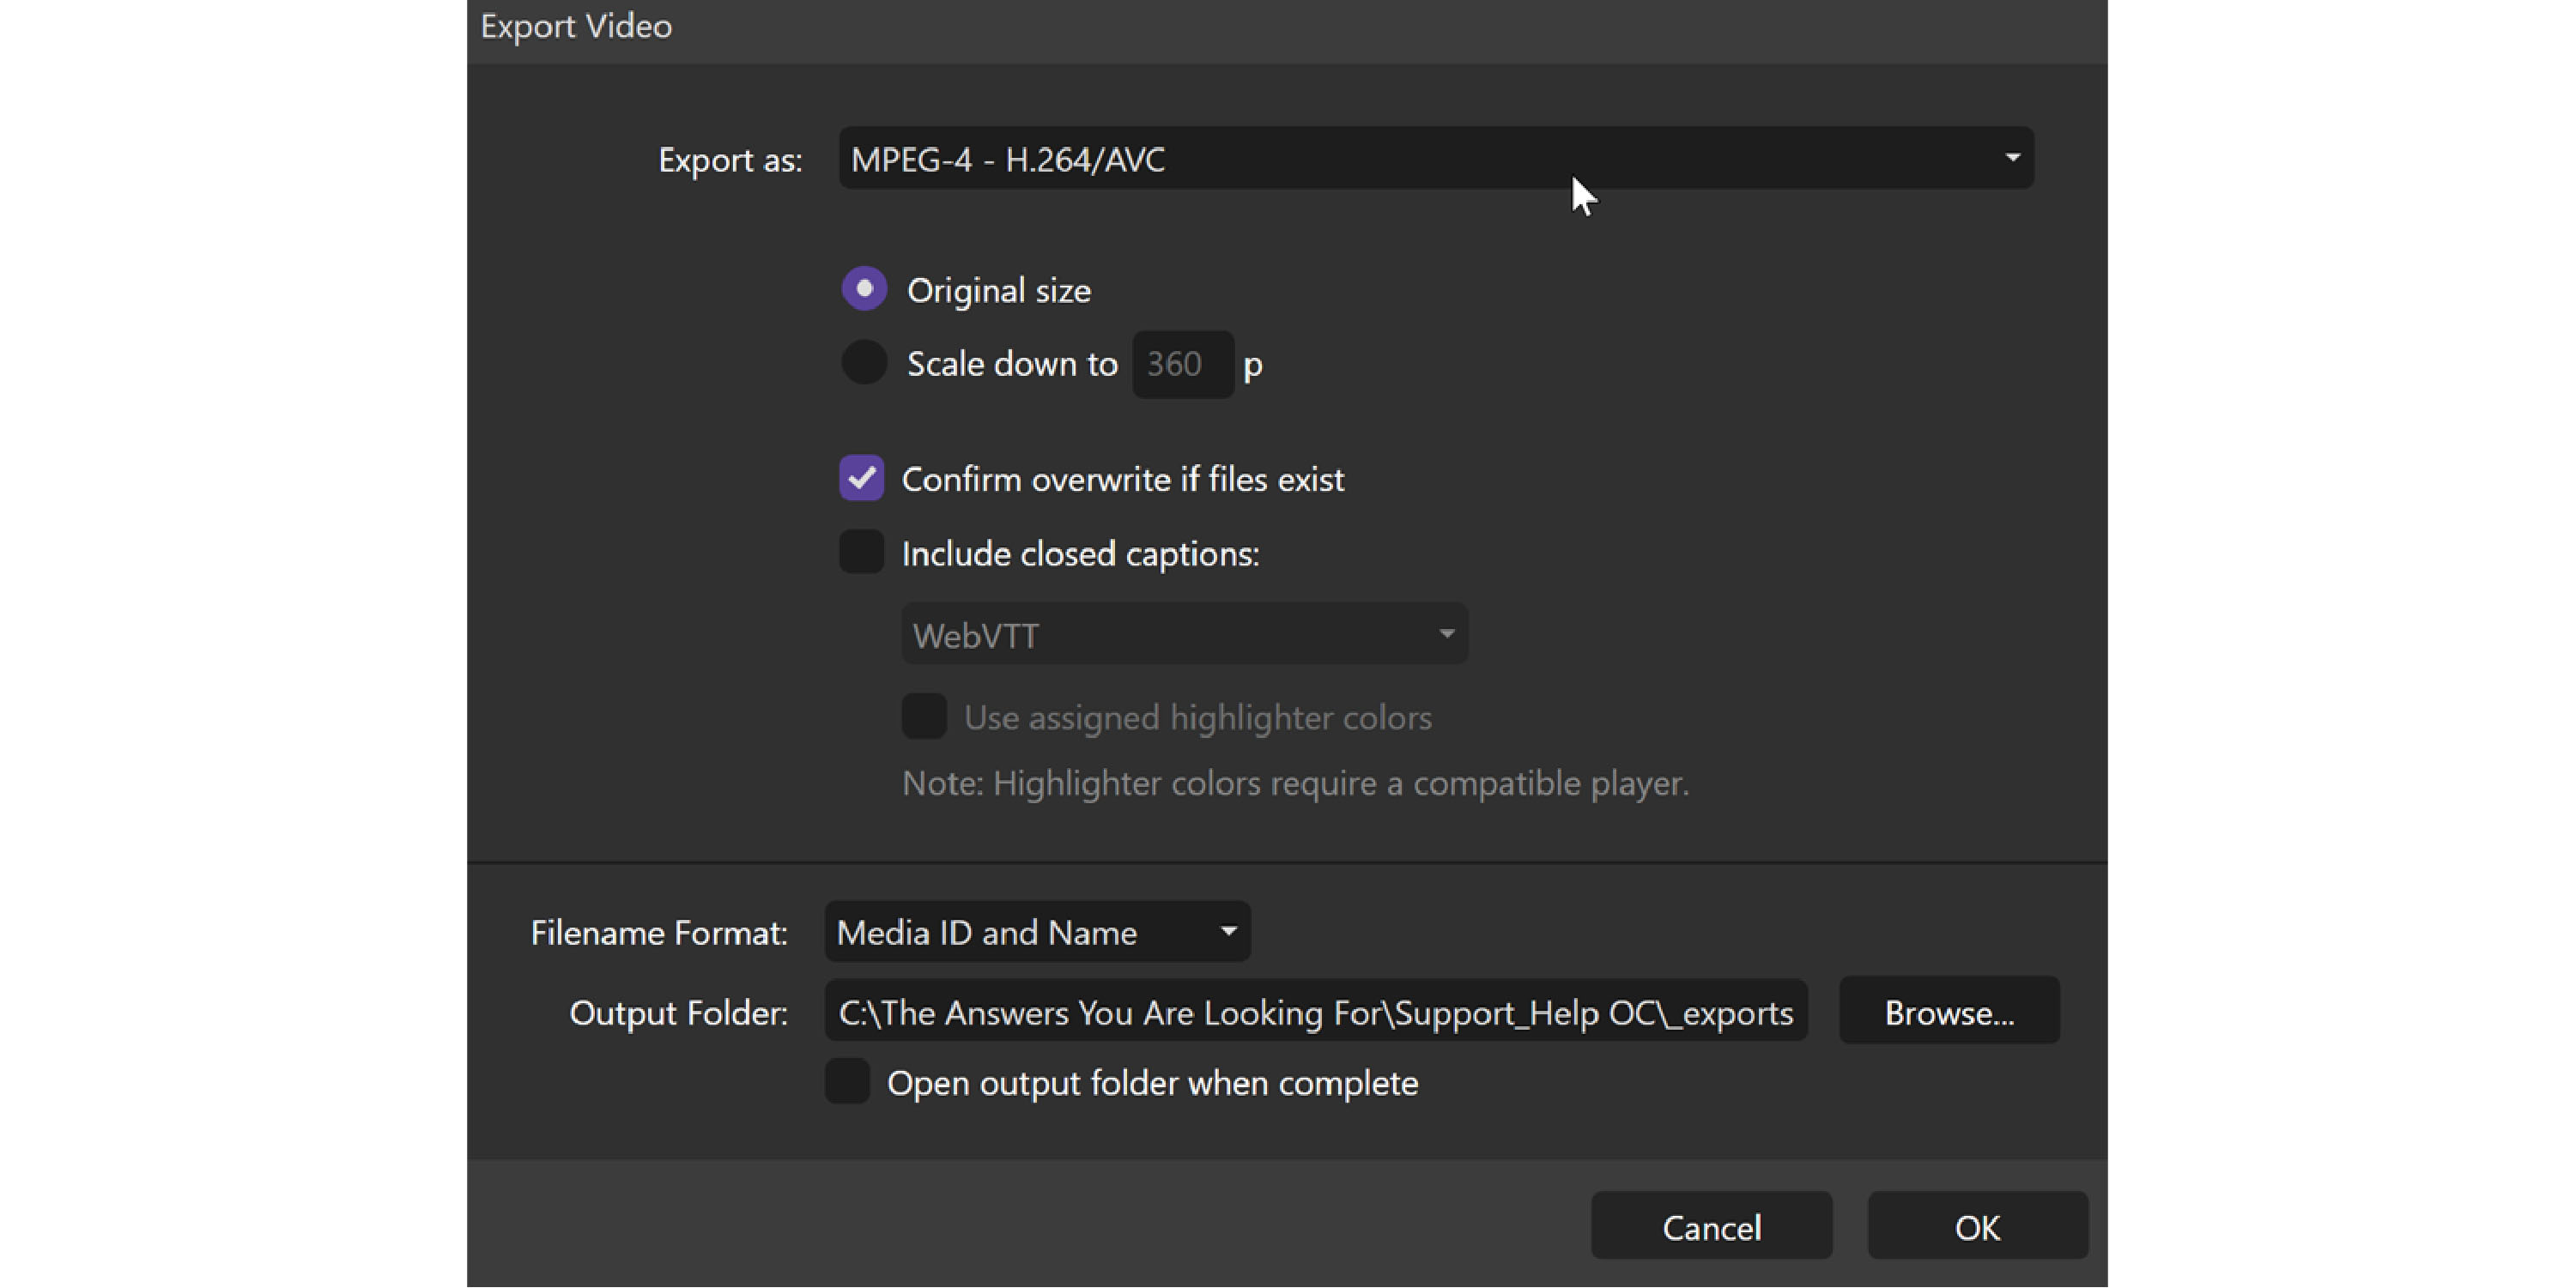 Export Video
Export as: MPEG-4 - H.264/AVC
Original size
Scale down to 360 p
Confirm overwrite if files exist
Include closed captions:
WebVTT
Use assigned highlighter colors
Note: Highlighter colors require a compatible player.
Filename Format: Media ID and Name
Output Folder: C:\The Answers You Are Looking For\Support_Help OC\_exports Browse...
Open output folder when complete
Cancel OK